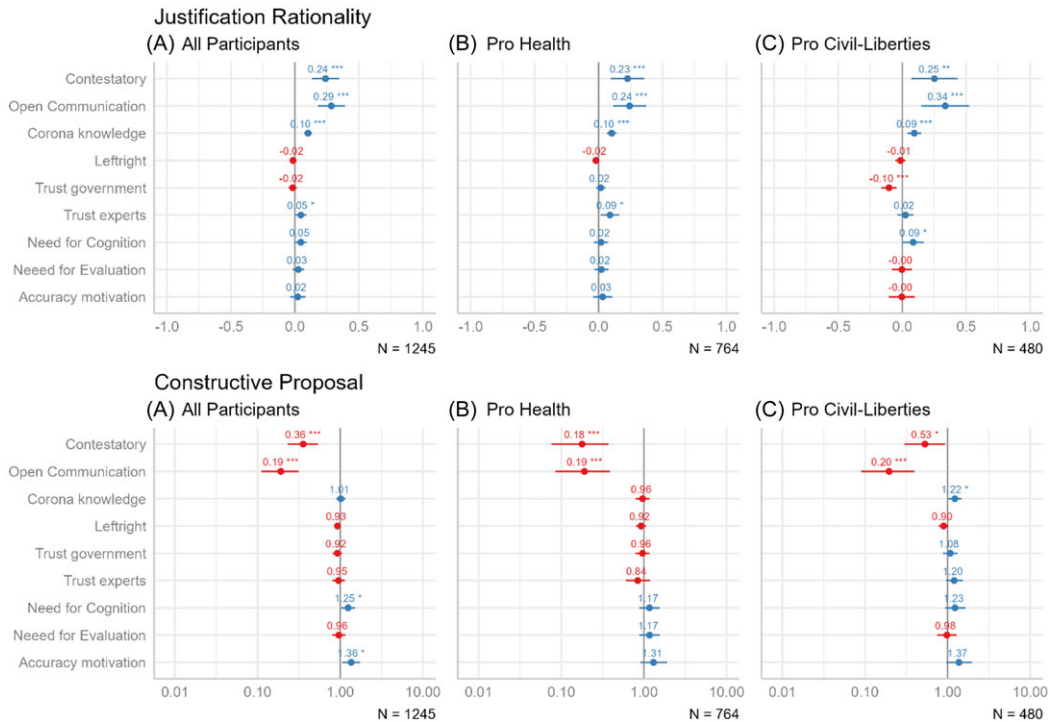 Justification Rationality
(A) All Participants
(B) Pro Health
(C) Pro Civil-Liberties
Contestatory 0.24 *** 0.23 *** 0.25 **
Open Communication 0.29 *** 0.24 *** 0.34 ***
Corona knowledge 0.10 *** 0.10 *** 0.09 ***
Leftright -0.02 -0.02 -0.01
Trust government -0.02 0.02 -0.10 ***
Trust experts 0.05 * 0.09 * 0.02
Need for Cognition 0.05 0.02 0.09 *
Neeed for Evaluation 0.03 0.02 -0.00
Accuracy motivation 0.02 0.03 -0.00
-1.0 -0.5 0.0 0.5 1.0 -1.0 -0.5 0.0 0.5 1.0 -1.0 -0.5 0.0 0.5 1.0
N = 1245 N = 764 N = 480
Constructive Proposal
(A) All Participants
(B) Pro Health
(C) Pro Civil-Liberties
Contestatory 0.36 *** 0.18 *** 0.53 *
Open Communication 0.19 *** 0.19 *** 0.20 ***
Corona knowledge 1.01 0.96 1.22 *
Leftright 0.93 0.92 0.90
Trust government 0.92 0.96 1.08
Trust experts 0.95 0.84 1.20
Need for Cognition 1.25 * 1.17 1.23
Neeed for Evaluation 0.96 1.17 0.98
Accuracy motivation 1.36 * 1.31 1.37
0.01 0.10 1.00 10.00 0.01 0.10 1.00 10.00 0.01 0.10 1.00 10.00
N = 1245 N = 764 N = 480